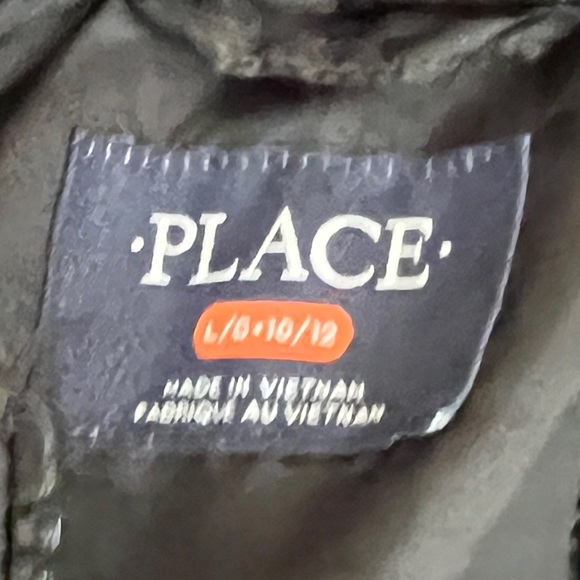 ·PLACE·
L/G·10/12
MADE IN VIETNAM
FABRIQUÉ AU VIETNAM